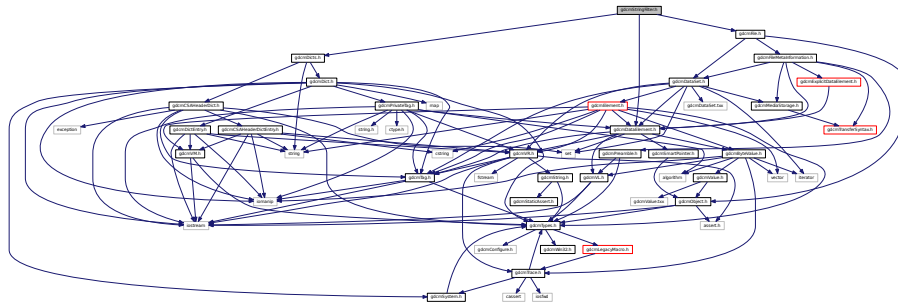 gdcmStringFilter.h
gdcmFile.h
gdcmDicts.h
gdcmFileMetaInformation.h
gdcmDict.h
gdcmDataSet.h
gdcmExplicitDataElement.h
gdcmCSAHeaderDict.h
gdcmPrivateTag.h
map
gdcmElement.h
gdcmDataSet.txx
gdcmMediaStorage.h
exception
gdcmDictEntry.h
gdcmCSAHeaderDictEntry.h
string.h
ctype.h
gdcmDataElement.h
gdcmTransferSyntax.h
gdcmVM.h
string
cstring
gdcmVR.h
set
gdcmPreamble.h
gdcmSmartPointer.h
gdcmByteValue.h
gdcmTag.h
fstream
gdcmString.h
gdcmVL.h
algorithm
gdcmValue.h
vector
iterator
iomanip
gdcmStaticAssert.h
gdcmValue.txx
gdcmObject.h
iostream
gdcmTypes.h
assert.h
gdcmConfigure.h
gdcmWin32.h
gdcmLegacyMacro.h
gdcmTrace.h
gdcmSystem.h
cassert
iosfwd